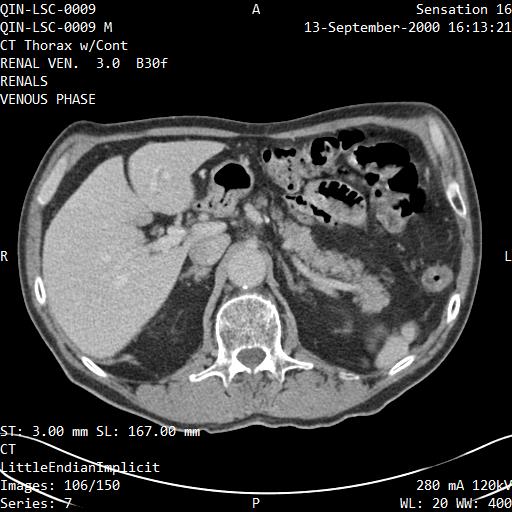 QIN-LSC-0009
A
Sensation 16
QIN-LSC-0009 M
13-September-2000 16:13:21
CT Thorax w/Cont
RENAL VEN. 3.0 B30f
RENALS
VENOUS PHASE
R
L
ST: 3.00 mm SL: 167.00 mm
CT
LittleEndianImplicit
Images: 106/150
280 mA 120kV
Series: 7
P
WL: 20 WW: 400